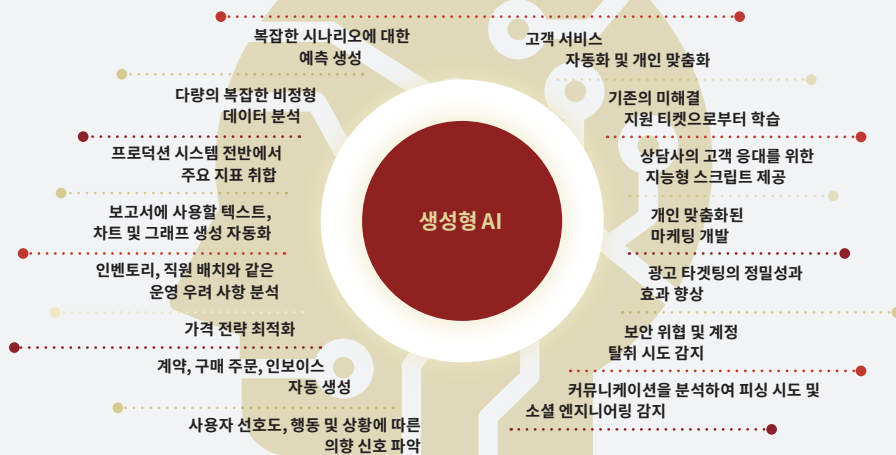 복잡한 시나리오에 대한
예측 생성
다량의 복잡한 비정형
데이터 분석
프로덕션 시스템 전반에서
주요 지표 취합
보고서에 사용할 텍스트,
차트 및 그래프 생성 자동화
인벤토리, 직원 배치와 같은
운영 우려 사항 분석
가격 전략 최적화
계약, 구매 주문, 인보이스
자동 생성
사용자 선호도, 행동 및 상황에 따른
의향 신호 파악
생성형 AI
고객 서비스
자동화 및 개인 맞춤화
기존의 미해결
지원 티켓으로부터 학습
상담사의 고객 응대를 위한
지능형 스크립트 제공
개인 맞춤화된
마케팅 개발
광고 타겟팅의 정밀성과
효과 향상
보안 위협 및 계정
탈취 시도 감지
커뮤니케이션을 분석하여 피싱 시도 및
소셜 엔지니어링 감지